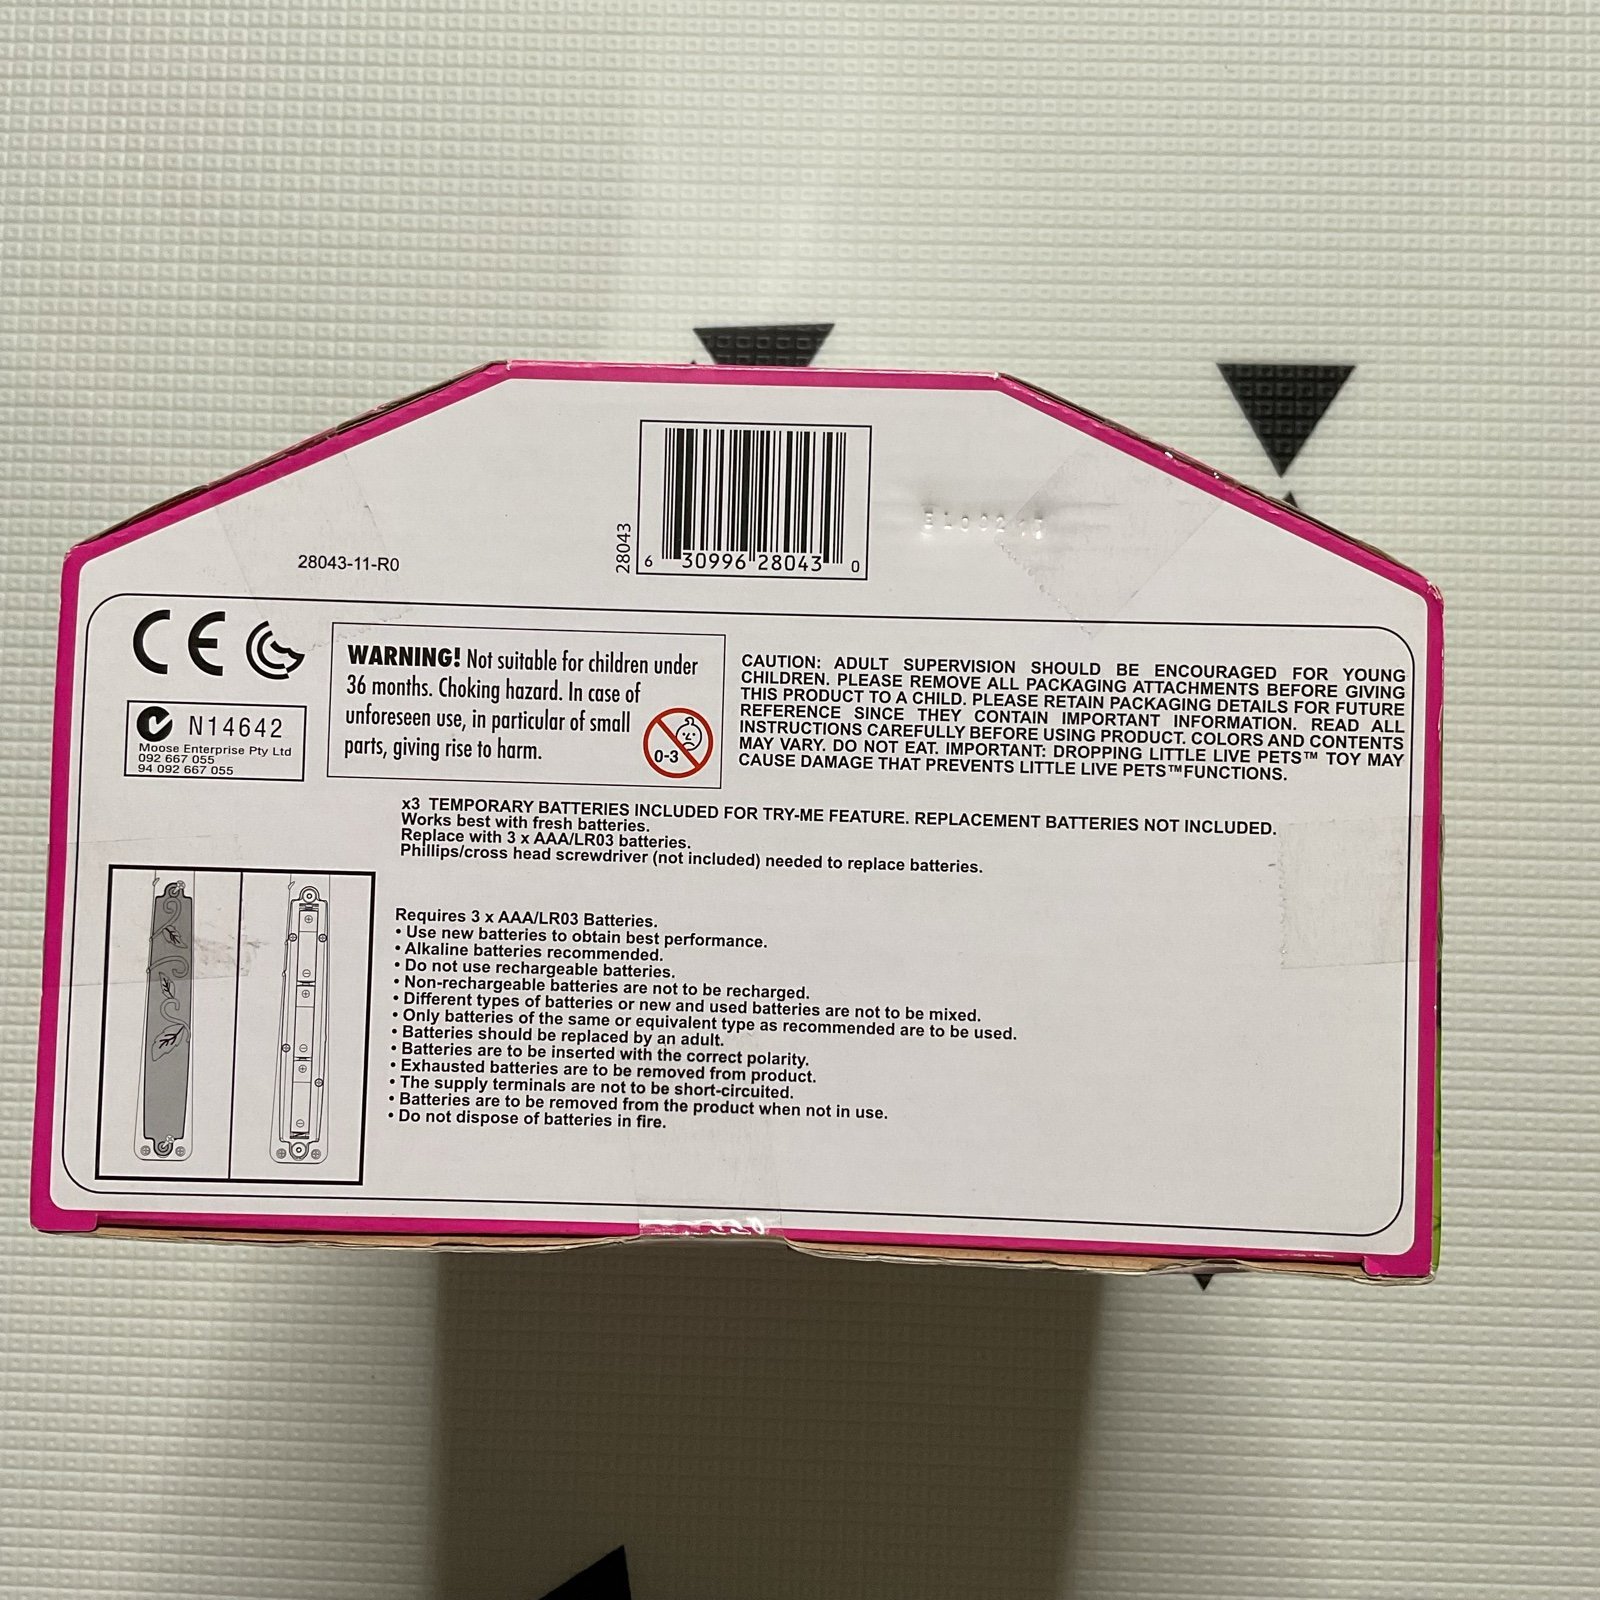 28043
6 30996 28043 0
28043-11-R0
CE
N14642
Moose Enterprise Pty Ltd
092 667 055
94 092 667 055
WARNING! Not suitable for children under
36 months. Choking hazard. In case of
unforeseen use, in particular of small
parts, giving rise to harm.
0-3
CAUTION: ADULT SUPERVISION SHOULD BE ENCOURAGED FOR YOUNG
CHILDREN. PLEASE REMOVE ALL PACKAGING ATTACHMENTS BEFORE GIVING
THIS PRODUCT TO A CHILD. PLEASE RETAIN PACKAGING DETAILS FOR FUTURE
REFERENCE SINCE THEY CONTAIN IMPORTANT INFORMATION. READ ALL
INSTRUCTIONS CAREFULLY BEFORE USING PRODUCT. COLORS AND CONTENTS
MAY VARY. DO NOT EAT. IMPORTANT: DROPPING LITTLE LIVE PETS™ TOY MAY
CAUSE DAMAGE THAT PREVENTS LITTLE LIVE PETS™FUNCTIONS.
x3 TEMPORARY BATTERIES INCLUDED FOR TRY-ME FEATURE. REPLACEMENT BATTERIES NOT INCLUDED.
Works best with fresh batteries.
Replace with 3 x AAA/LR03 batteries.
Phillips/cross head screwdriver (not included) needed to replace batteries.
Requires 3 x AAA/LR03 Batteries.
• Use new batteries to obtain best performance.
• Alkaline batteries recommended.
• Do not use rechargeable batteries.
• Non-rechargeable batteries are not to be recharged.
• Different types of batteries or new and used batteries are not to be mixed.
• Only batteries of the same or equivalent type as recommended are to be used.
• Batteries should be replaced by an adult.
• Batteries are to be inserted with the correct polarity.
• Exhausted batteries are to be removed from product.
• The supply terminals are not to be short-circuited.
• Batteries are to be removed from the product when not in use.
• Do not dispose of batteries in fire.